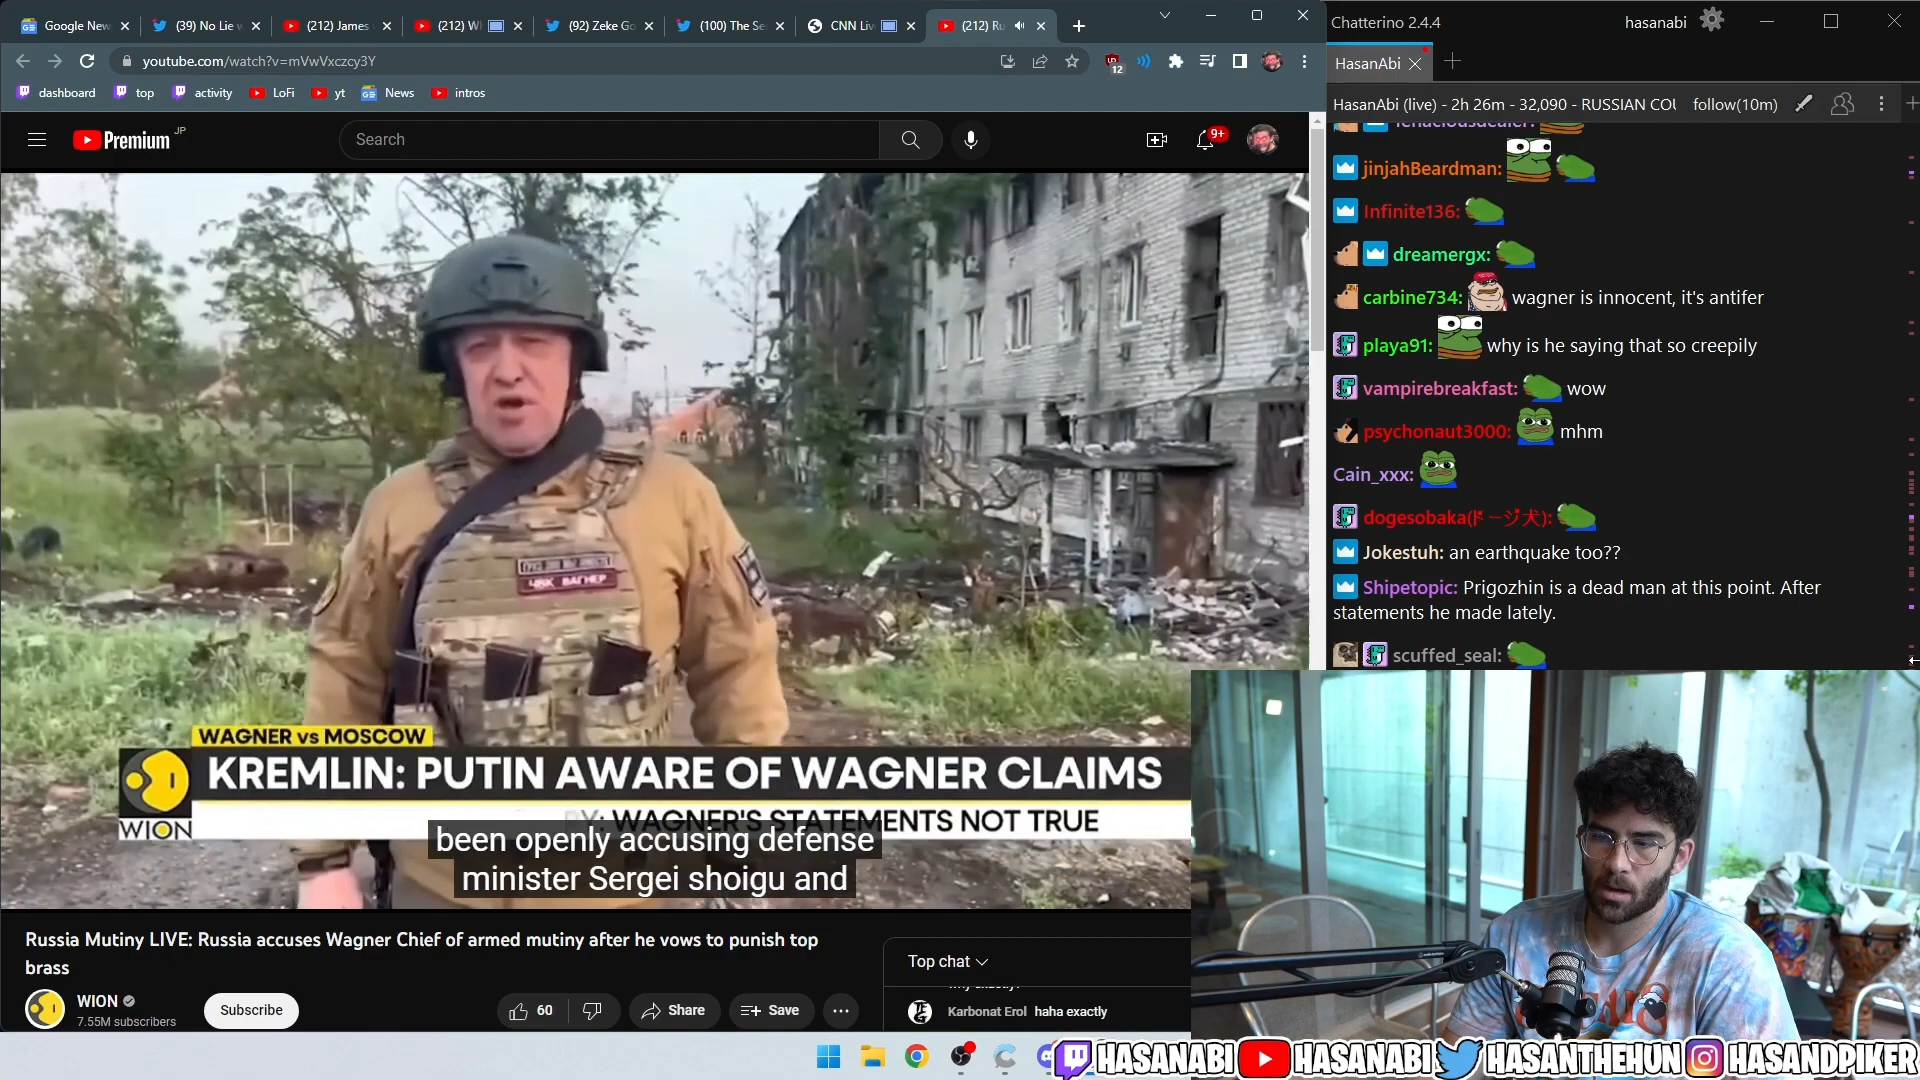 Google New
(39) No Lie w
(212) James
(212) W
(92) Zeke Go
(100) The Se
CNN Liv
(212) Ru
youtube.com/watch?v=mVwVxczcy3Y
12
dashboard
top
activity
LoFi
yt
News
intros
Premium
JP
Search
9+
ЧВК ВАГНЕР
WAGNER vs MOSCOW
KREMLIN: PUTIN AWARE OF WAGNER CLAIMS
WAGNER'S STATEMENTS NOT TRUE
WION
been openly accusing defense
minister Sergei shoigu and
Russia Mutiny LIVE: Russia accuses Wagner Chief of armed mutiny after he vows to punish top
brass
WION
7.55M subscribers
Subscribe
60
Share
Save
Top chat
Karbonat Erol haha exactly
Chatterino 2.4.4
hasanabi
HasanAbi
HasanAbi (live) - 2h 26m - 32,090 - RUSSIAN COU
follow(10m)
jinjahBeardman:
Infinite136:
dreamergx:
carbine734: wagner is innocent, it's antifer
playa91: why is he saying that so creepily
vampirebreakfast: wow
psychonaut3000: mhm
Cain_xxx:
dogesobaka(ドージ犬):
Jokestuh: an earthquake too??
Shipetopic: Prigozhin is a dead man at this point. After
statements he made lately.
scuffed_seal:
HASANABI
HASANABI
HASANTHEHUN
HASANDPIKER